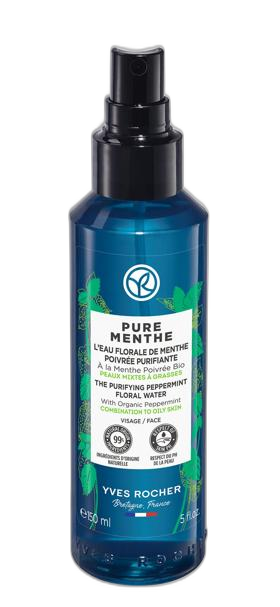 PURE
MENTHE
L'EAU FLORALE DE MENTHE
POIVRÉE PURIFIANTE
À la Menthe Poivrée Bio
PEAUX MIXTES À GRASSES
THE PURIFYING PEPPERMINT
FLORAL WATER
With Organic Peppermint
COMBINATION TO OILY SKIN
VISAGE / FACE
99%
INGRÉDIENTS D'ORIGINE
NATURELLE
RESPECT DU PH
DE LA PEAU
YVES ROCHER
Bretagne, France
℮150 ml
5 fl.oz.